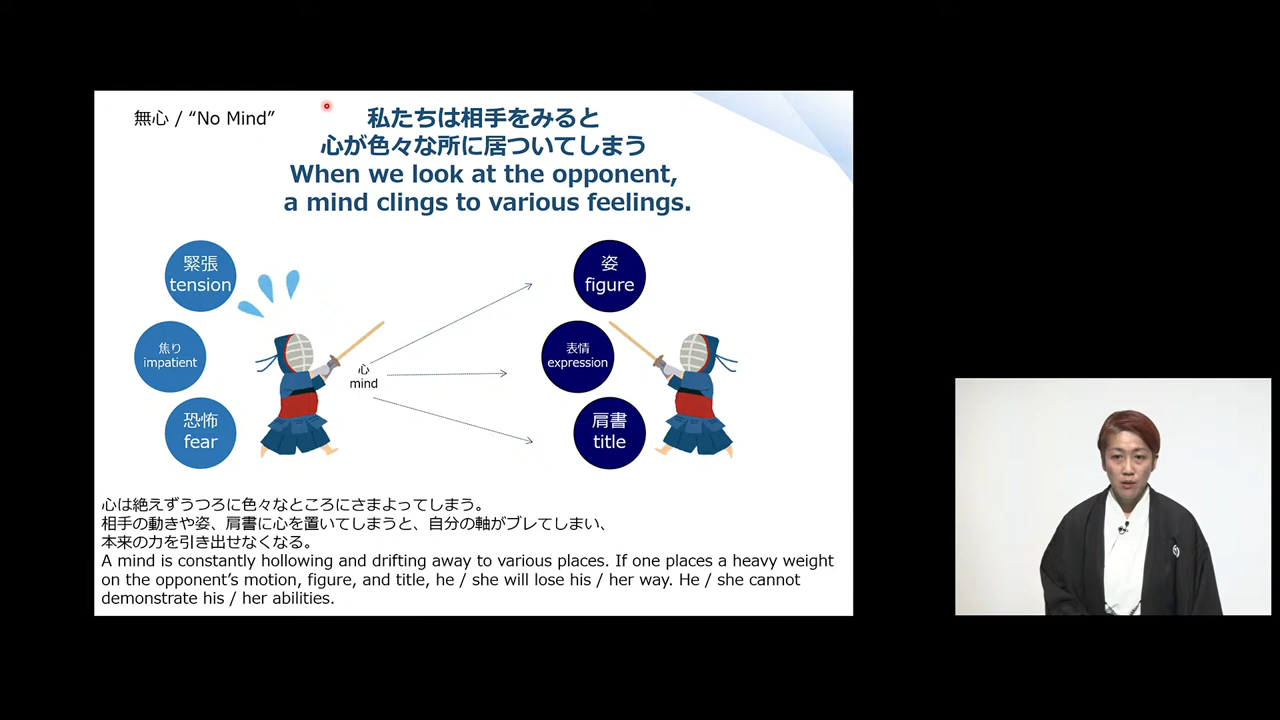 無心 / “No Mind”
私たちは相手をみると
心が色々な所に居ついてしまう
When we look at the opponent,
a mind clings to various feelings.
緊張
tension
焦り
impatient
恐怖
fear
心
mind
姿
figure
表情
expression
肩書
title
心は絶えずうつろに色々なところにさまよってしまう。
相手の動きや姿、肩書に心を置いてしまうと、自分の軸がブレてしまい、
本来の力を引き出せなくなる。
A mind is constantly hollowing and drifting away to various places. If one places a heavy weight
on the opponent’s motion, figure, and title, he / she will lose his / her way. He / she cannot
demonstrate his / her abilities.